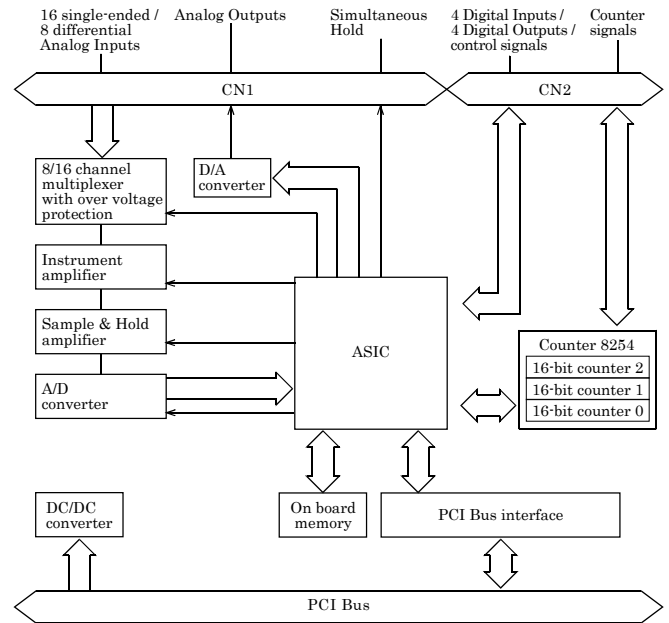 16 single-ended /
8 differential
Analog Inputs
Analog Outputs
Simultaneous
Hold
4 Digital Inputs /
4 Digital Outputs /
control signals
Counter
signals
CN1
CN2
8/16 channel
multiplexer
with over voltage
protection
D/A
converter
Instrument
amplifier
Sample & Hold
amplifier
A/D
converter
ASIC
Counter 8254
16-bit counter 2
16-bit counter 1
16-bit counter 0
DC/DC
converter
On board
memory
PCI Bus interface
PCI Bus